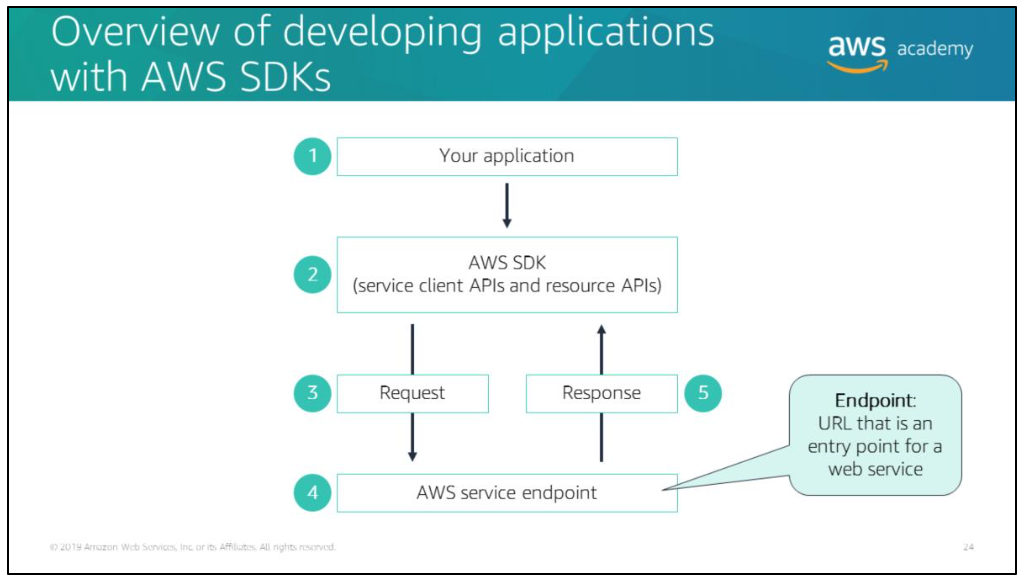 Overview of developing applications
with AWS SDKs
aws academy
1
Your application
2
AWS SDK
(service client APIs and resource APIs)
3
Request
Response
5
Endpoint:
URL that is an
entry point for a
web service
4
AWS service endpoint
© 2019 Amazon Web Services, Inc. or its Affiliates. All rights reserved.
24